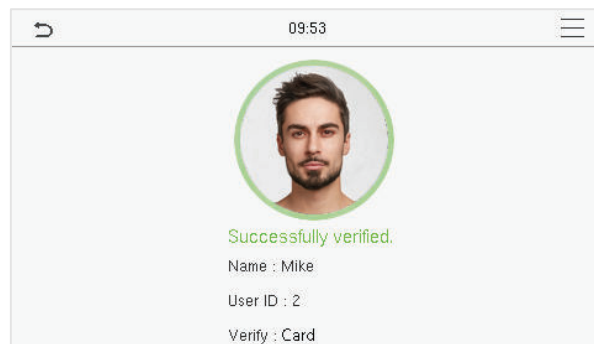 09:53
Successfully verified.
Name : Mike
User ID : 2
Verify : Card